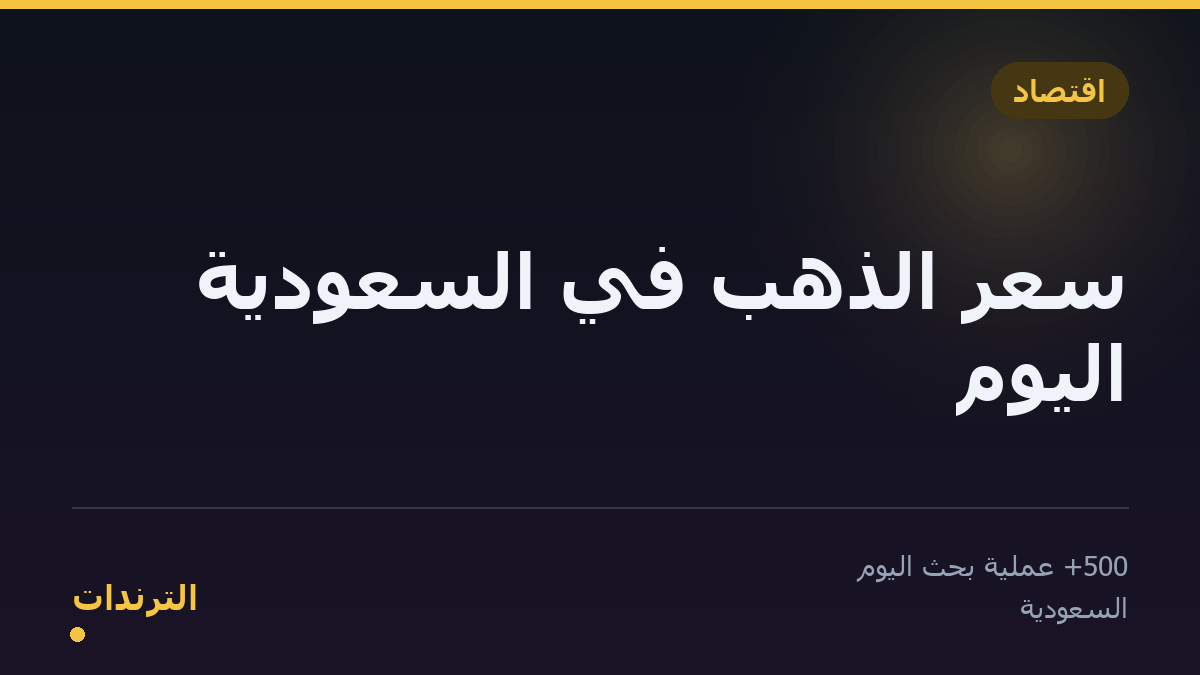 اقتصاد
سعر الذهب في السعودية
اليوم
500+ عملية بحث اليوم
السعودية
الترندات